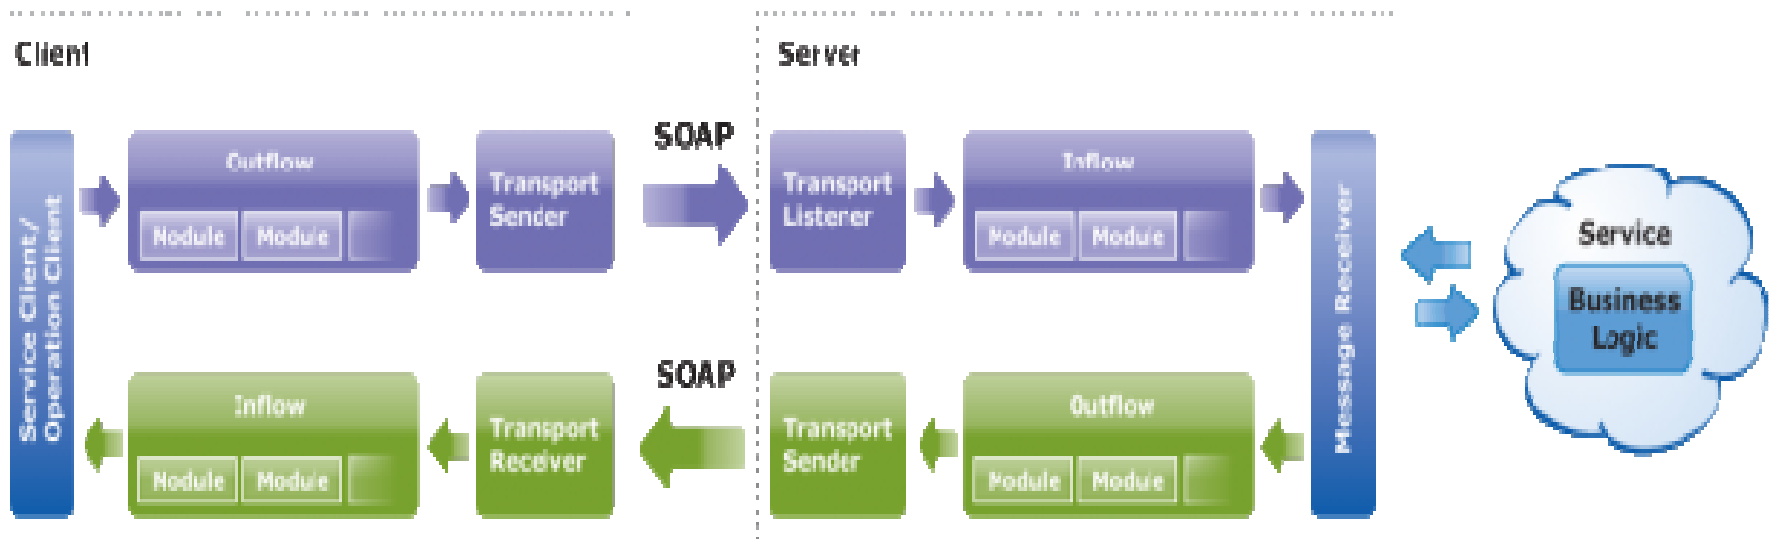 Client
Server
SOAP
Service Client/
Operation Client
Outflow
Module
Module
Transport
Sender
Transport
Listener
Inflow
Module
Module
Message Receiver
Service
Business
Logic
SOAP
Inflow
Module
Module
Transport
Receiver
Transport
Sender
Outflow
Module
Module